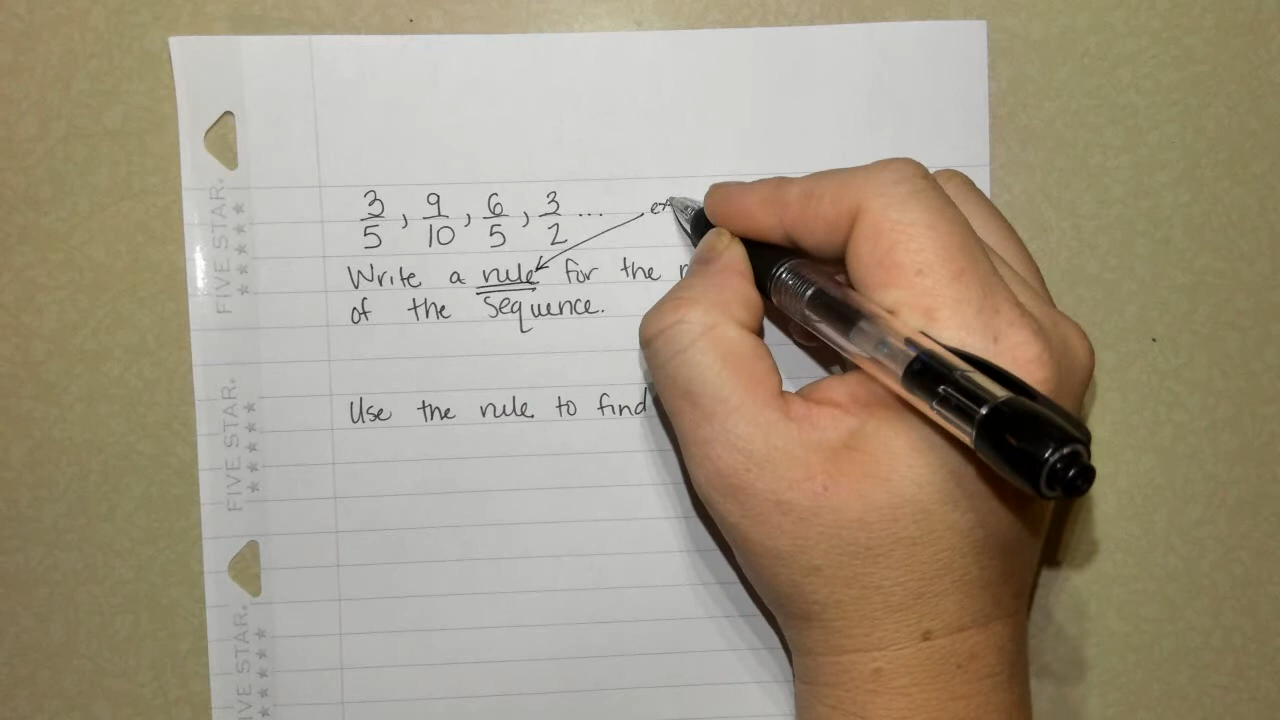 3/5, 9/10, 6/5, 3/2 ...
Write a rule for the
of the sequence.
Use the rule to find
FIVE STAR.
FIVE STAR.
FIVE STAR.